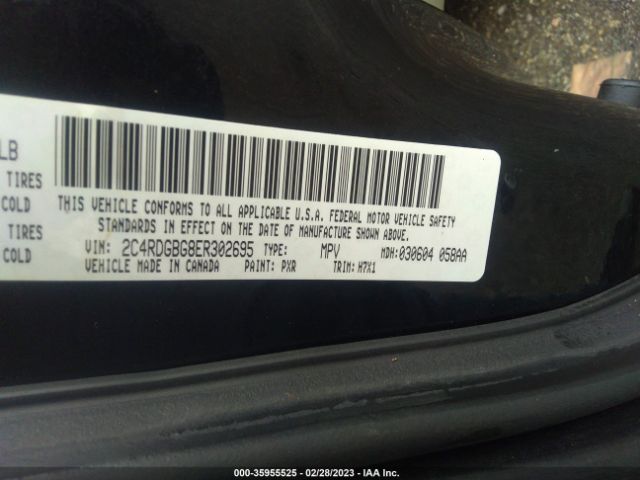 LB
TIRES
COLD
TIRES
COLD
THIS VEHICLE CONFORMS TO ALL APPLICABLE U.S.A. FEDERAL MOTOR VEHICLE SAFETY
STANDARDS IN EFFECT ON THE DATE OF MANUFACTURE SHOWN ABOVE.
VIN: 2C4RDGBG8ER302695 TYPE: MPV MDH:030604 058AA
VEHICLE MADE IN CANADA PAINT: PXR TRIM: H7X1
000-35955525 - 02/28/2023 - IAA Inc.